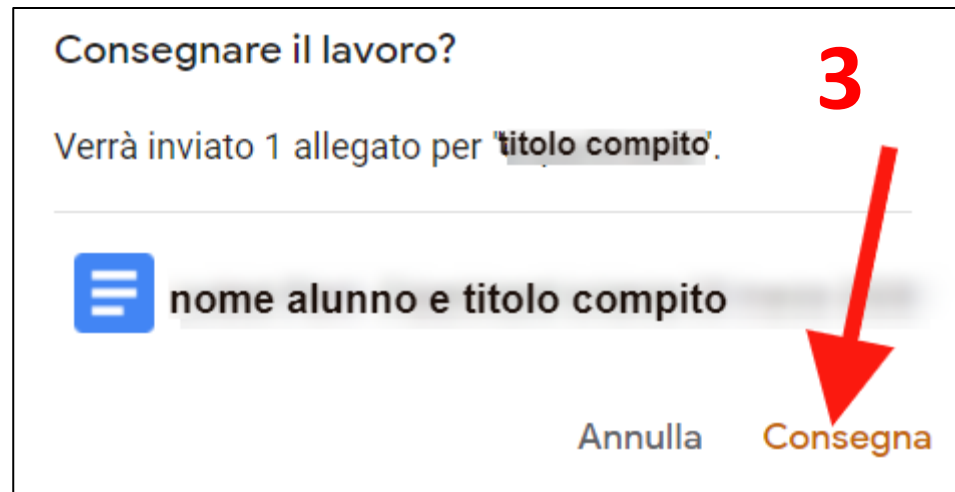 Consegnare il lavoro?
3
Verrà inviato 1 allegato per 'titolo compito'.
nome alunno e titolo compito
Annulla Consegna